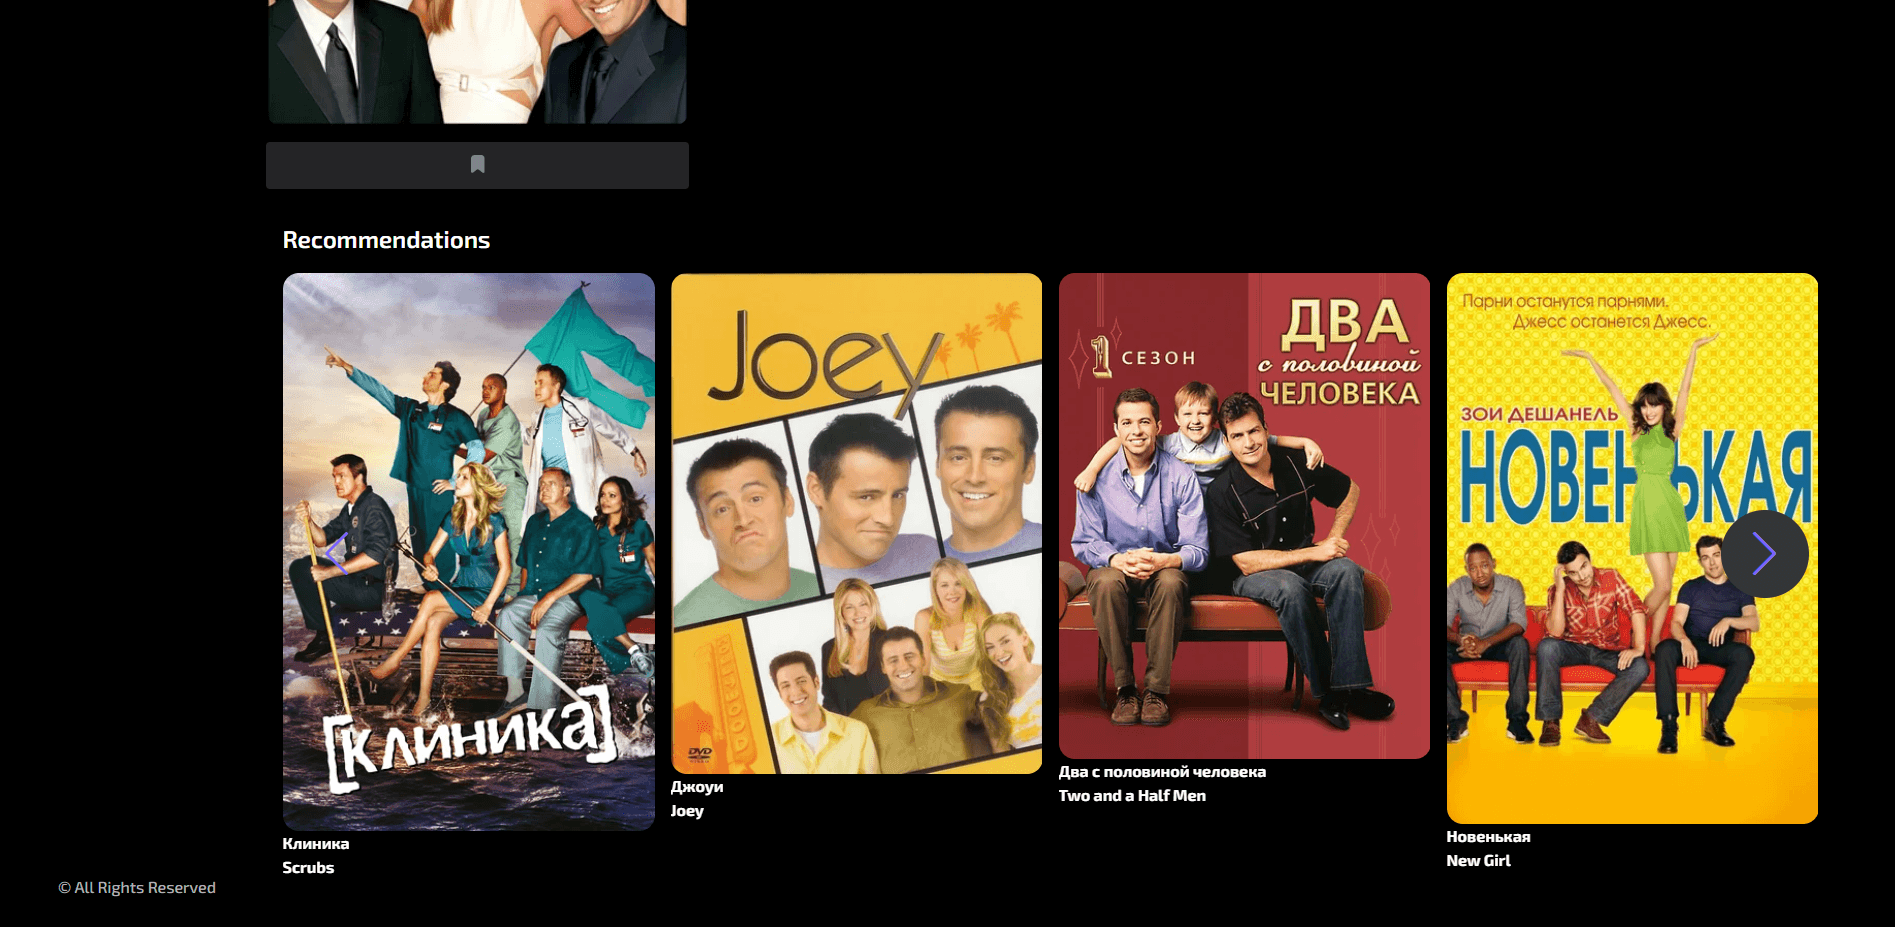 Recommendations
[КЛИНИКА]
Клиника
Scrubs
Joey
DVD
Джоуи
Joey
1 СЕЗОН
ДВА
с половиной
ЧЕЛОВЕКА
Два с половиной человека
Two and a Half Men
Парни останутся парнями.
Джесс останется Джесс.
ЗОИ ДЕШАНЕЛЬ
НОВЕНЬКАЯ
Новенькая
New Girl
© All Rights Reserved